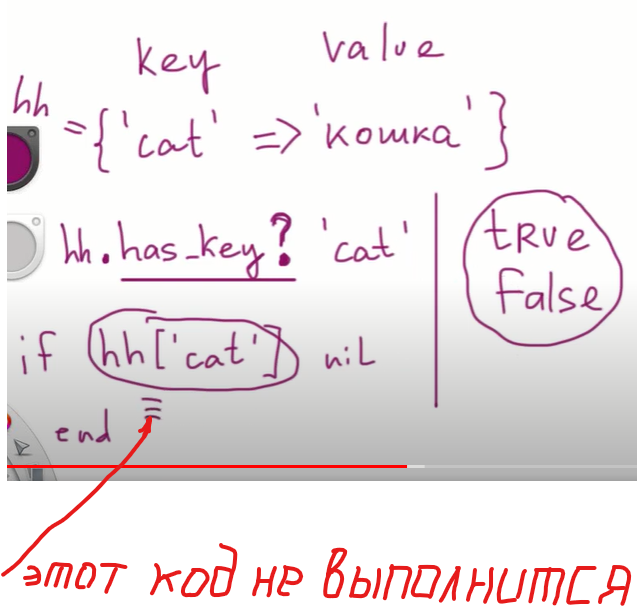 key value
hh = {'cat' => 'кошка'}
hh.has_key? 'cat'
true
false
if hh['cat'] nil
end
этот код не выполнится